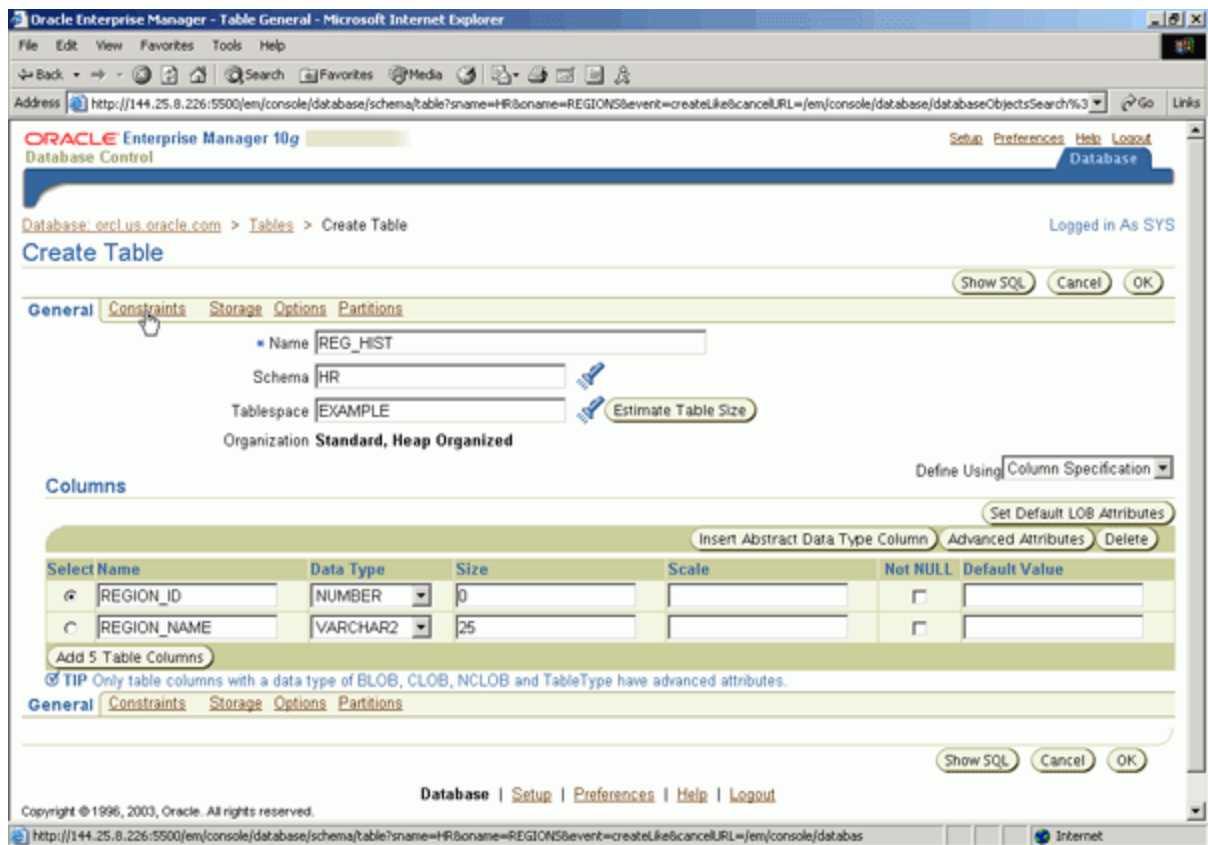 Oracle Enterprise Manager - Table General - Microsoft Internet Explorer
File Edit View Favorites Tools Help
Back Search Favorites Media
Address http://144.25.8.226:5500/em/console/database/schema/table?sname=HR&oname=REGIONS&event=createLike&cancelURL=/em/console/database/databaseObjectsSearch%3 Go Links
ORACLE Enterprise Manager 10g
Database Control
Setup Preferences Help Logout
Database
Database: orcl.us.oracle.com > Tables > Create Table
Logged in As SYS
Create Table
Show SQL Cancel OK
General Constraints Storage Options Partitions
Name REG_HIST
Schema HR
Tablespace EXAMPLE Estimate Table Size
Organization Standard, Heap Organized
Define Using Column Specification
Columns
Set Default LOB Attributes
Insert Abstract Data Type Column Advanced Attributes Delete
Select Name Data Type Size Scale Not NULL Default Value
REGION_ID NUMBER 0
REGION_NAME VARCHAR2 25
Add 5 Table Columns
TIP Only table columns with a data type of BLOB, CLOB, NCLOB and TableType have advanced attributes.
General Constraints Storage Options Partitions
Show SQL Cancel OK
Database | Setup | Preferences | Help | Logout
Copyright © 1996, 2003, Oracle. All rights reserved.
http://144.25.8.226:5500/em/console/database/schema/table?sname=HR&oname=REGIONS&event=createLike&cancelURL=/em/console/databas Internet